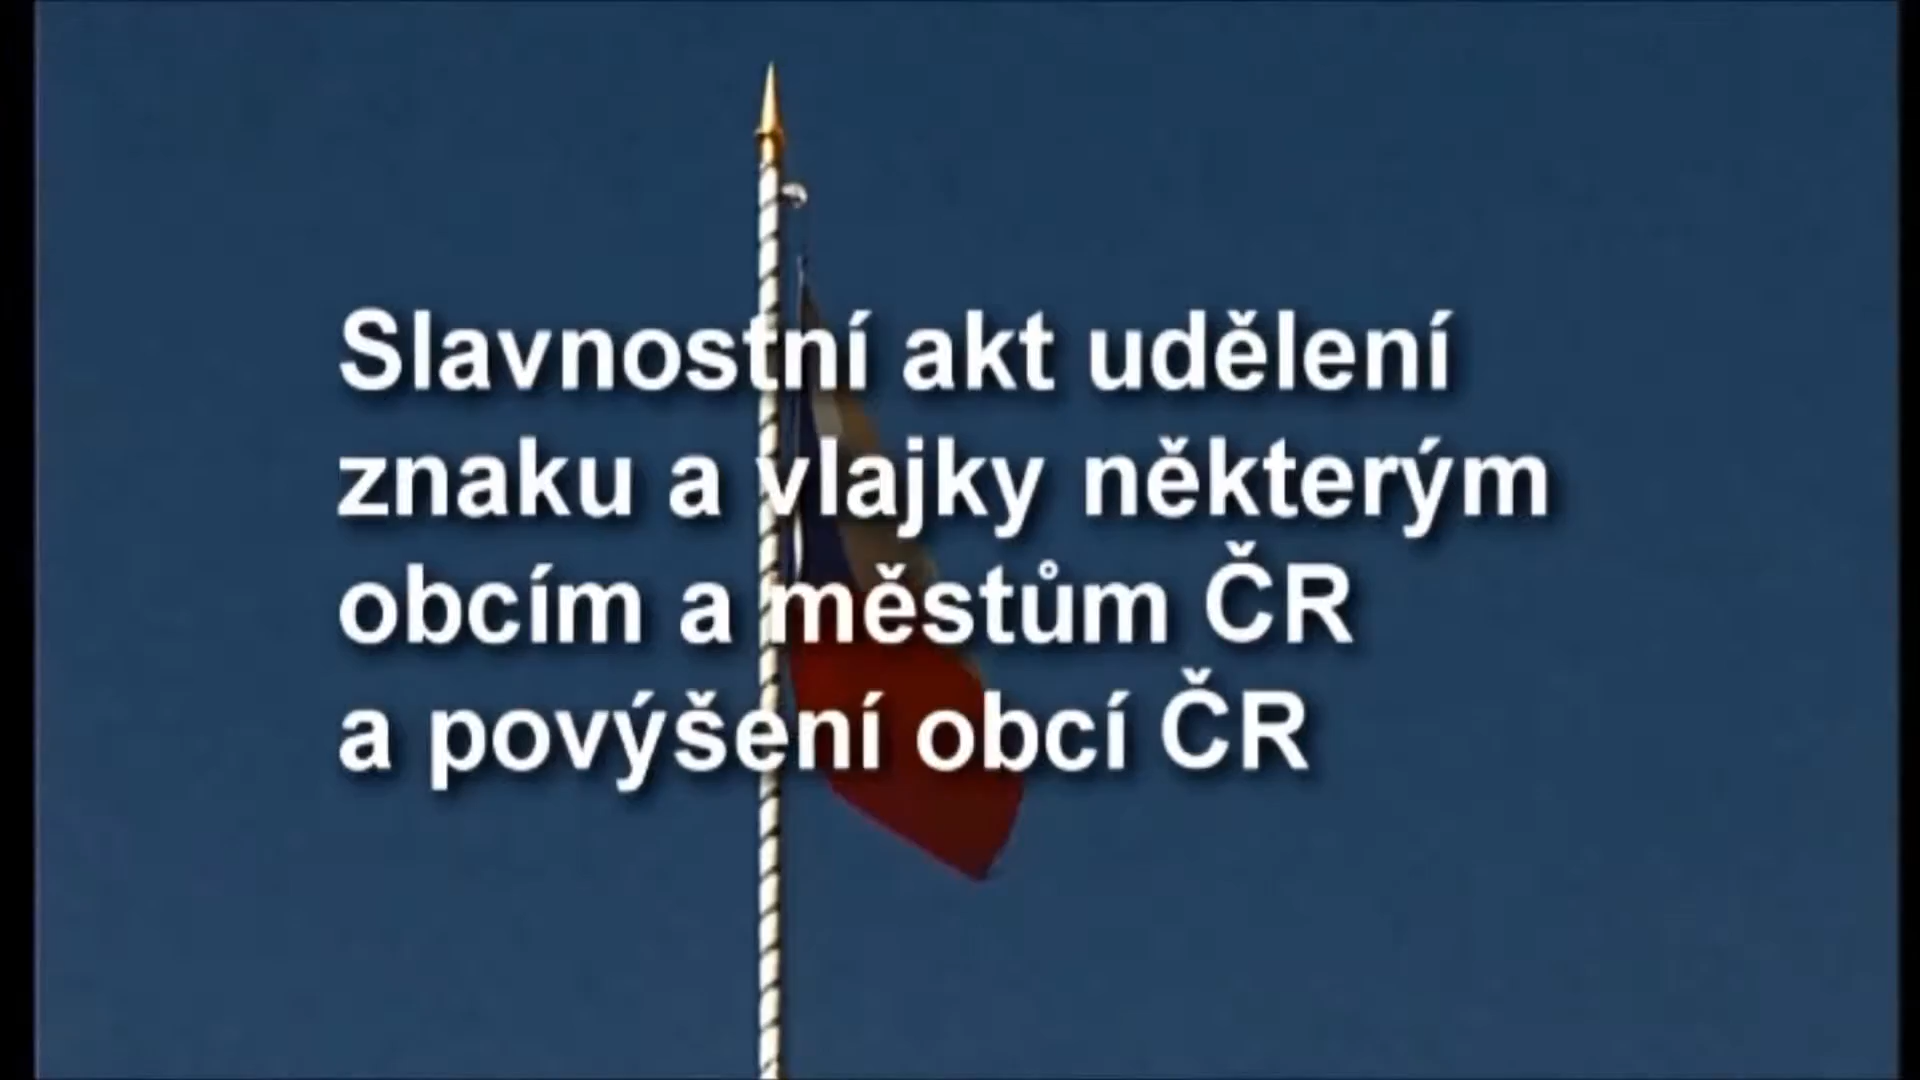 Slavnostní akt udělení
znaku a vlajky některým
obcím a městům ČR
a povýšení obcí ČR